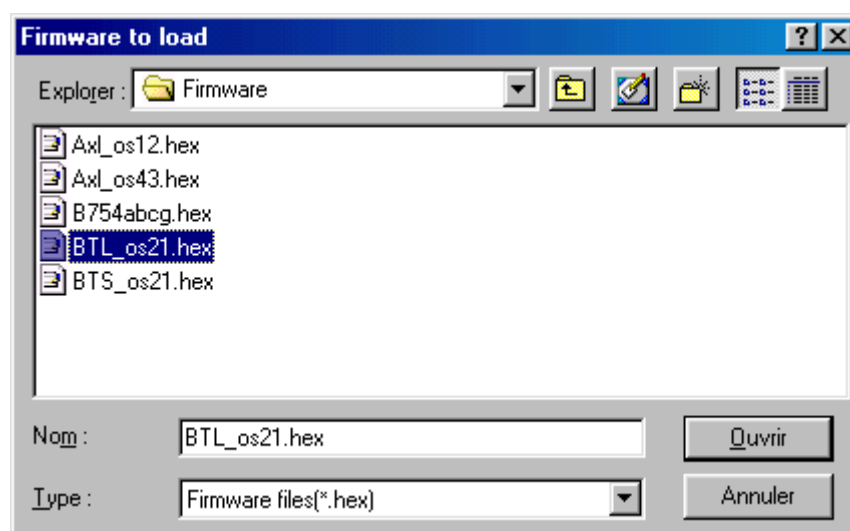 Firmware to load
Explorer : Firmware
Axl_os12.hex
Axl_os43.hex
B754abcg.hex
BTL_os21.hex
BTS_os21.hex
Nom : BTL_os21.hex Ouvrir
Type : Firmware files(*.hex) Annuler